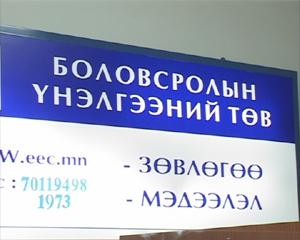 БОЛОВСРОЛЫН
ҮНЭЛГЭЭНИЙ ТӨВ
W.eec.mn
- ЗӨВЛӨГӨӨ
с : 70119498
- МЭДЭЭЛЭЛ
1973